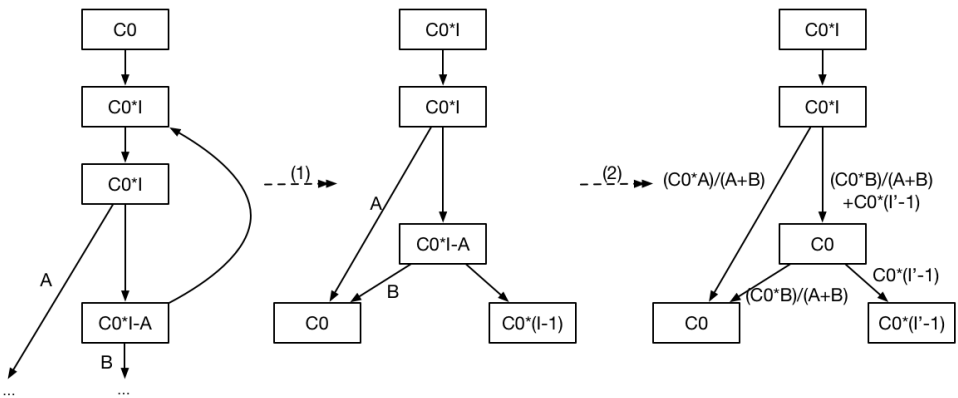 C0
C0*I
C0*I
A
C0*I-A
B
...
...
(1)
C0*I
C0*I
A
C0*I-A
B
C0
C0*(I-1)
(2)
C0*I
C0*I
(C0*A)/(A+B)
(C0*B)/(A+B)
+C0*(I'-1)
C0
C0*(I'-1)
(C0*B)/(A+B)
C0
C0*(I'-1)